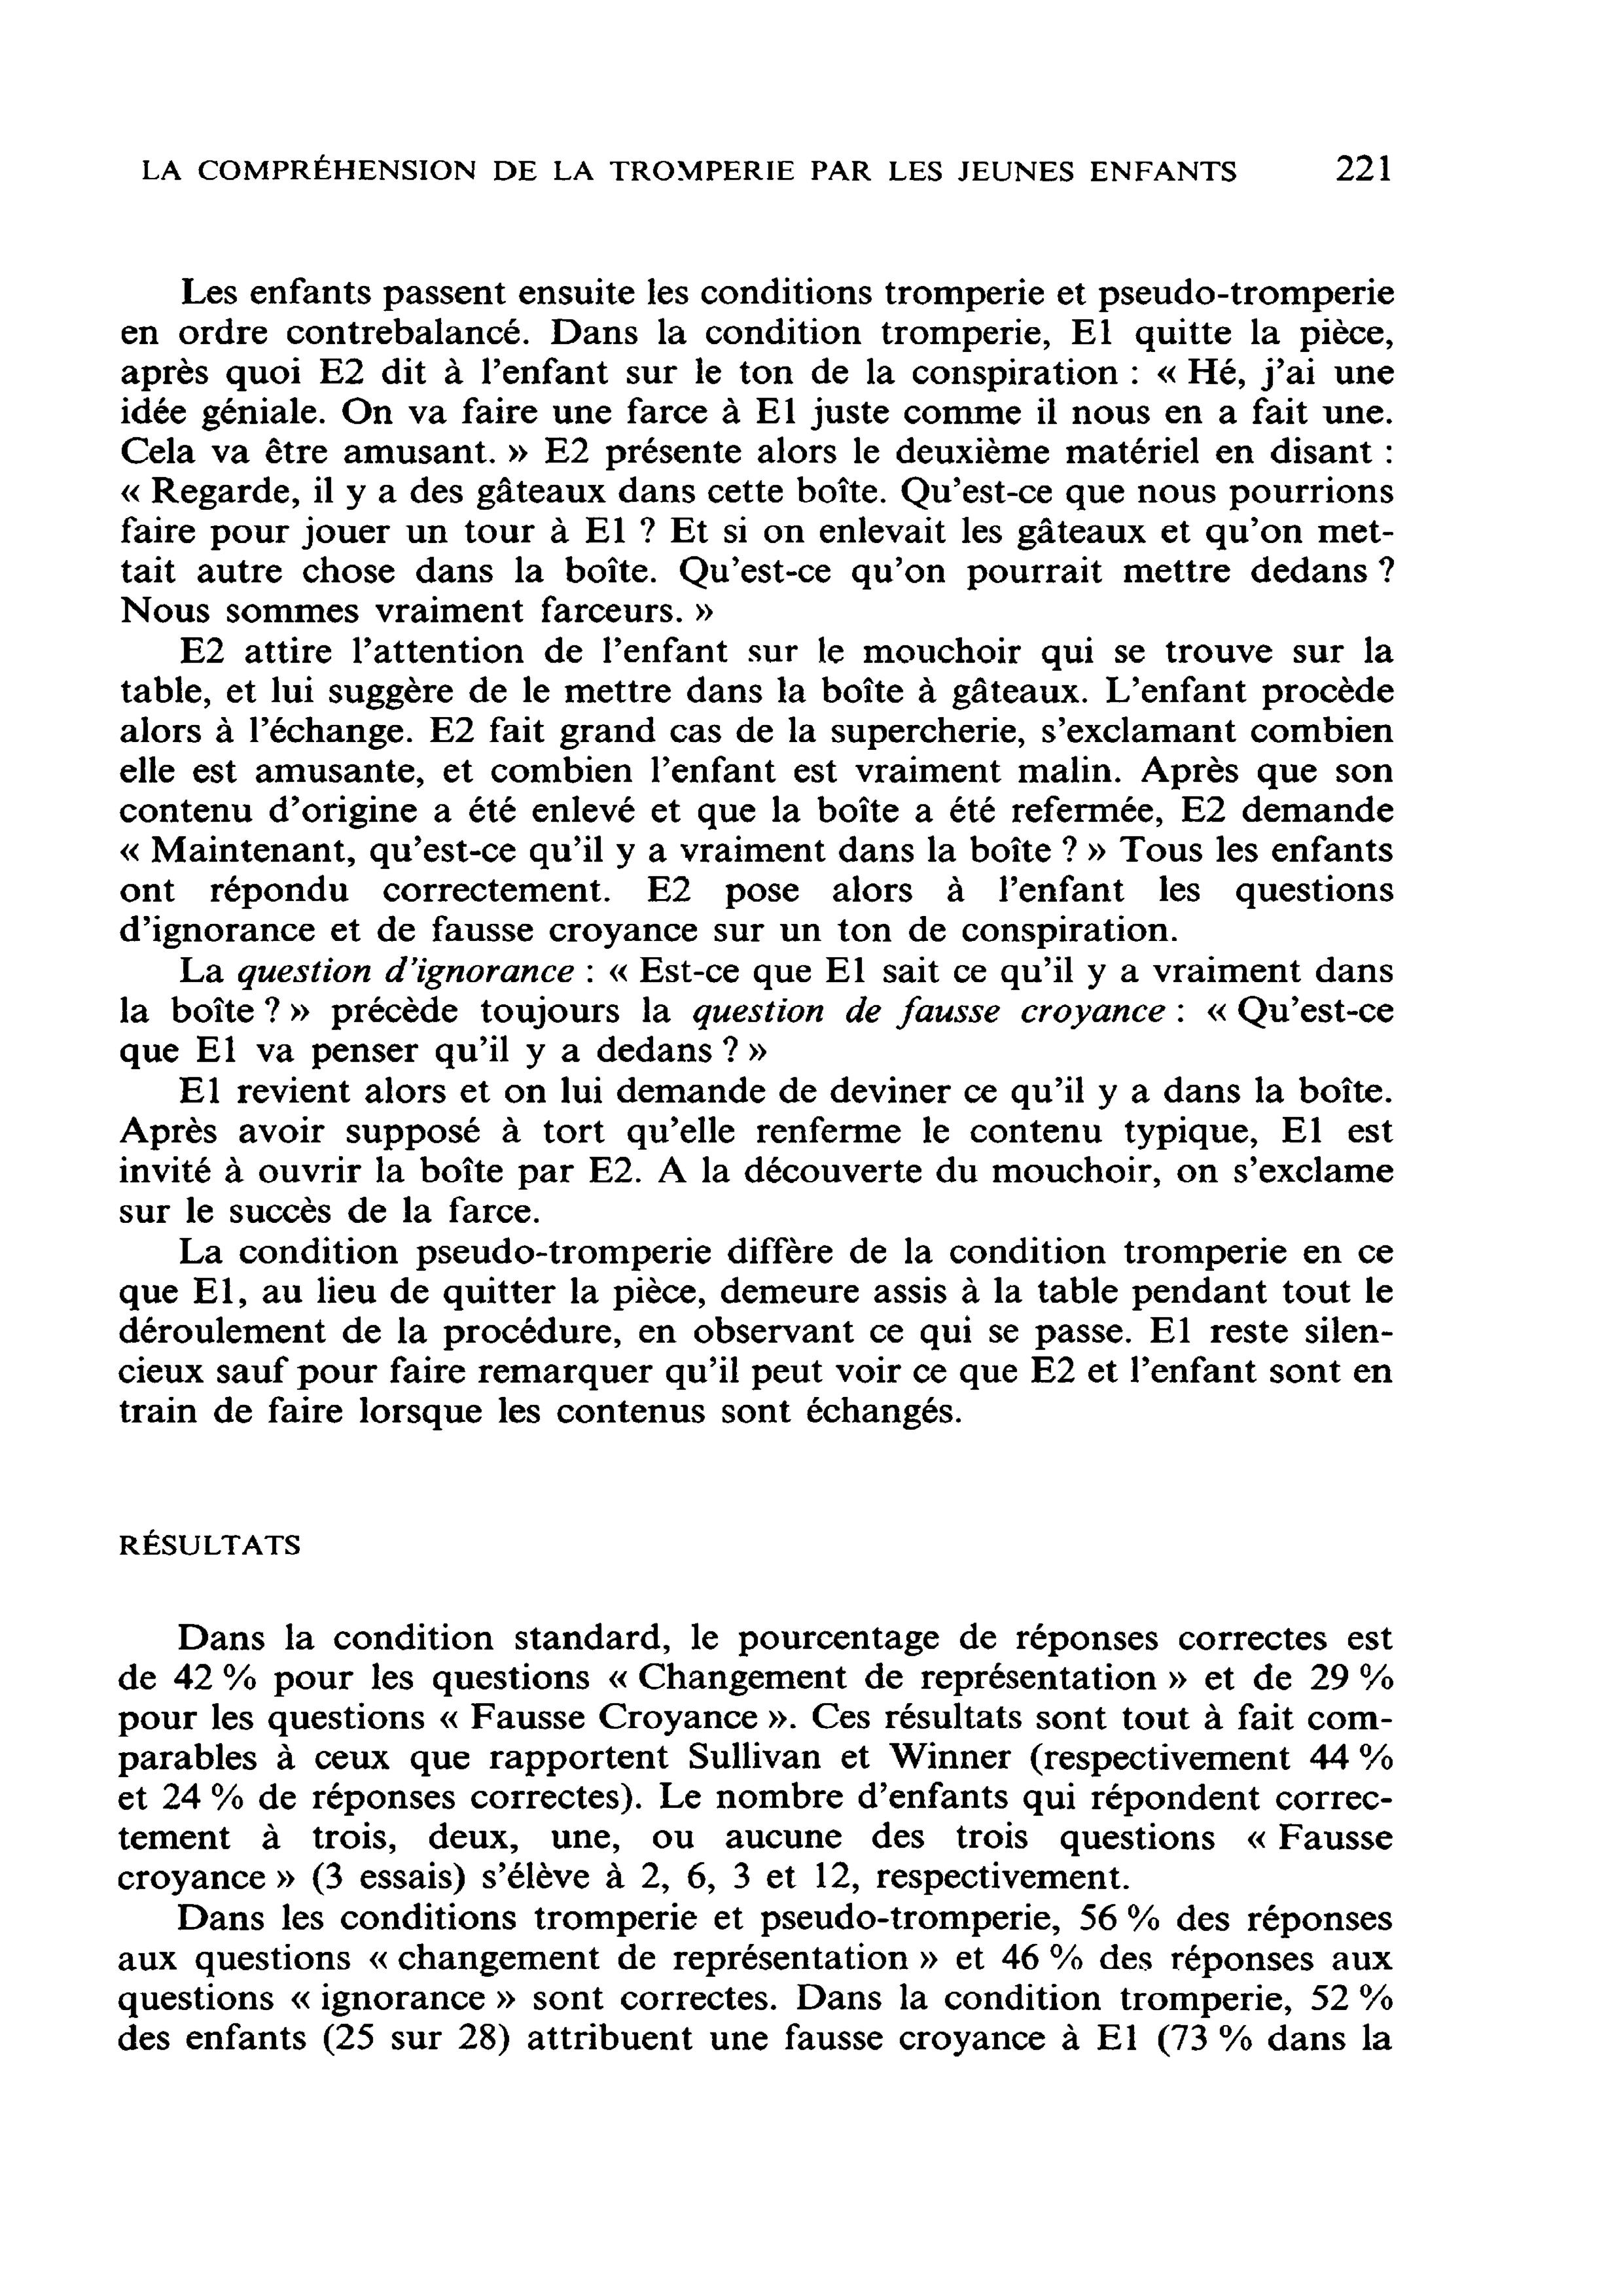 LA COMPRÉHENSION DE LA TROMPERIE PAR LES JEUNES ENFANTS 221
Les enfants passent ensuite les conditions tromperie et pseudo-tromperie
en ordre contrebalancé. Dans la condition tromperie, E1 quitte la pièce,
après quoi E2 dit à l'enfant sur le ton de la conspiration : « Hé, j'ai une
idée géniale. On va faire une farce à E1 juste comme il nous en a fait une.
Cela va être amusant. » E2 présente alors le deuxième matériel en disant :
« Regarde, il y a des gâteaux dans cette boîte. Qu'est-ce que nous pourrions
faire pour jouer un tour à E1 ? Et si on enlevait les gâteaux et qu'on met-
tait autre chose dans la boîte. Qu'est-ce qu'on pourrait mettre dedans ?
Nous sommes vraiment farceurs. »
E2 attire l'attention de l'enfant sur le mouchoir qui se trouve sur la
table, et lui suggère de le mettre dans la boîte à gâteaux. L'enfant procède
alors à l'échange. E2 fait grand cas de la supercherie, s'exclamant combien
elle est amusante, et combien l'enfant est vraiment malin. Après que son
contenu d'origine a été enlevé et que la boîte a été refermée, E2 demande
« Maintenant, qu'est-ce qu'il y a vraiment dans la boîte ? » Tous les enfants
ont répondu correctement. E2 pose alors à l'enfant les questions
d'ignorance et de fausse croyance sur un ton de conspiration.
La question d'ignorance : « Est-ce que E1 sait ce qu'il y a vraiment dans
la boîte ? » précède toujours la question de fausse croyance : « Qu'est-ce
que E1 va penser qu'il y a dedans ? »
E1 revient alors et on lui demande de deviner ce qu'il y a dans la boîte.
Après avoir supposé à tort qu'elle renferme le contenu typique, E1 est
invité à ouvrir la boîte par E2. A la découverte du mouchoir, on s'exclame
sur le succès de la farce.
La condition pseudo-tromperie diffère de la condition tromperie en ce
que E1, au lieu de quitter la pièce, demeure assis à la table pendant tout le
déroulement de la procédure, en observant ce qui se passe. E1 reste silen-
cieux sauf pour faire remarquer qu'il peut voir ce que E2 et l'enfant sont en
train de faire lorsque les contenus sont échangés.
RÉSULTATS
Dans la condition standard, le pourcentage de réponses correctes est
de 42 % pour les questions « Changement de représentation » et de 29 %
pour les questions « Fausse Croyance ». Ces résultats sont tout à fait com-
parables à ceux que rapportent Sullivan et Winner (respectivement 44 %
et 24 % de réponses correctes). Le nombre d'enfants qui répondent correc-
tement à trois, deux, une, ou aucune des trois questions « Fausse
croyance » (3 essais) s'élève à 2, 6, 3 et 12, respectivement.
Dans les conditions tromperie et pseudo-tromperie, 56 % des réponses
aux questions « changement de représentation » et 46 % des réponses aux
questions « ignorance » sont correctes. Dans la condition tromperie, 52 %
des enfants (25 sur 28) attribuent une fausse croyance à E1 (73 % dans la